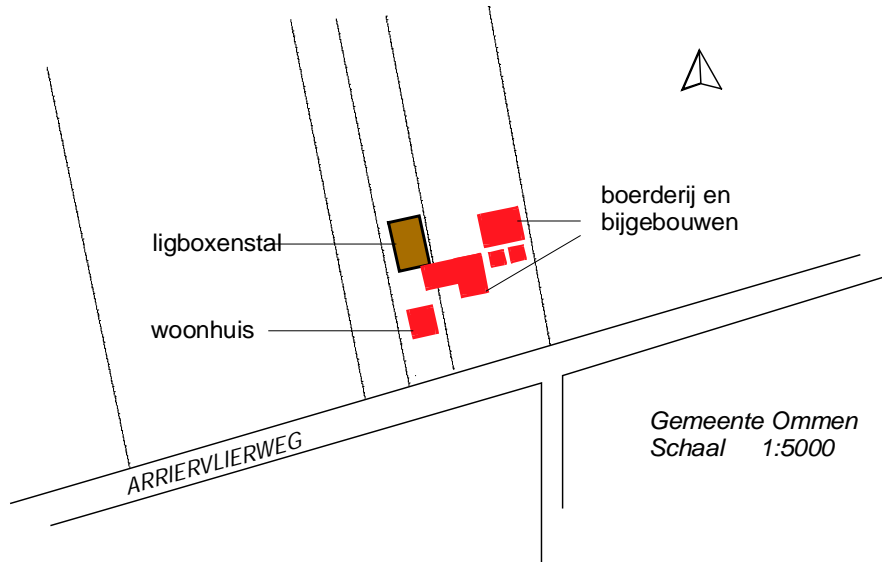 boerderij en
bijgebouwen
ligboxenstal
woonhuis
Gemeente Ommen
Schaal 1:5000
ARRIERVLIERWEG